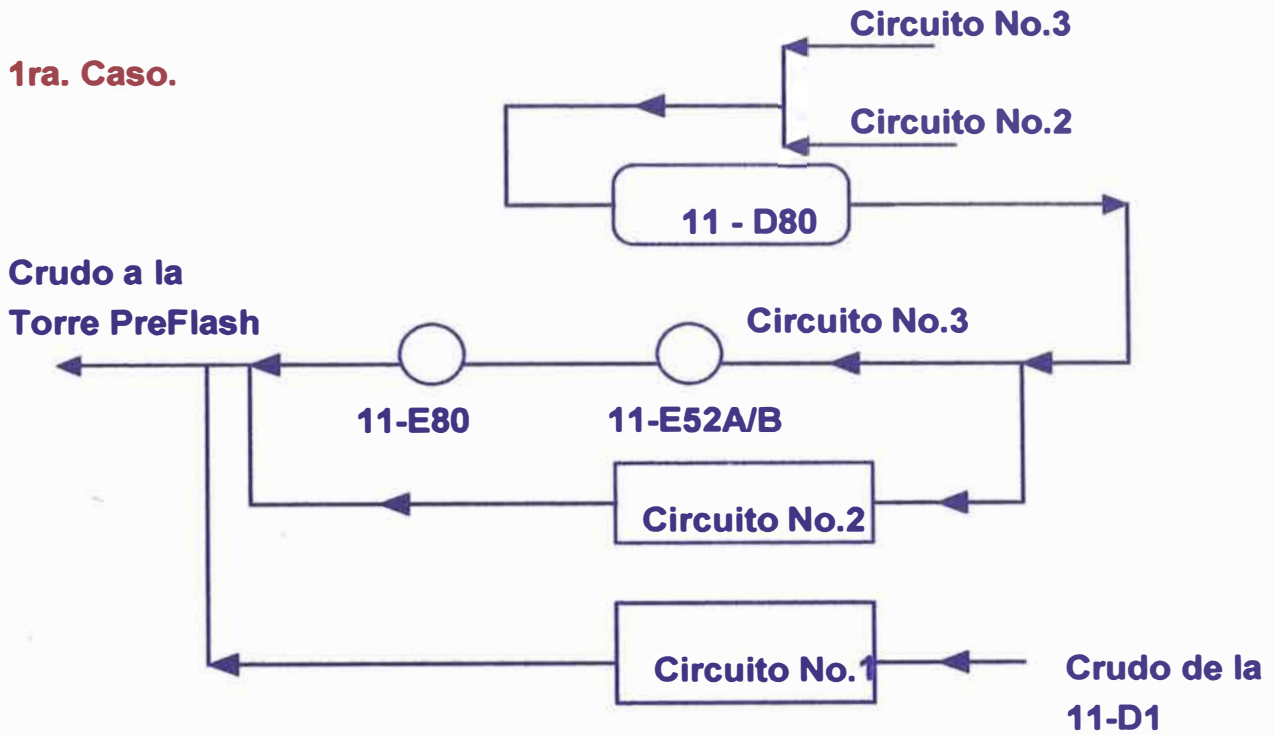 Circuito No.3
1ra. Caso.
Circuito No.2
11 - D80
Crudo a la
Torre PreFlash
Circuito No.3
11-E80
11-E52A/B
Circuito No.2
Circuito No. 1
Crudo de la
11-D1